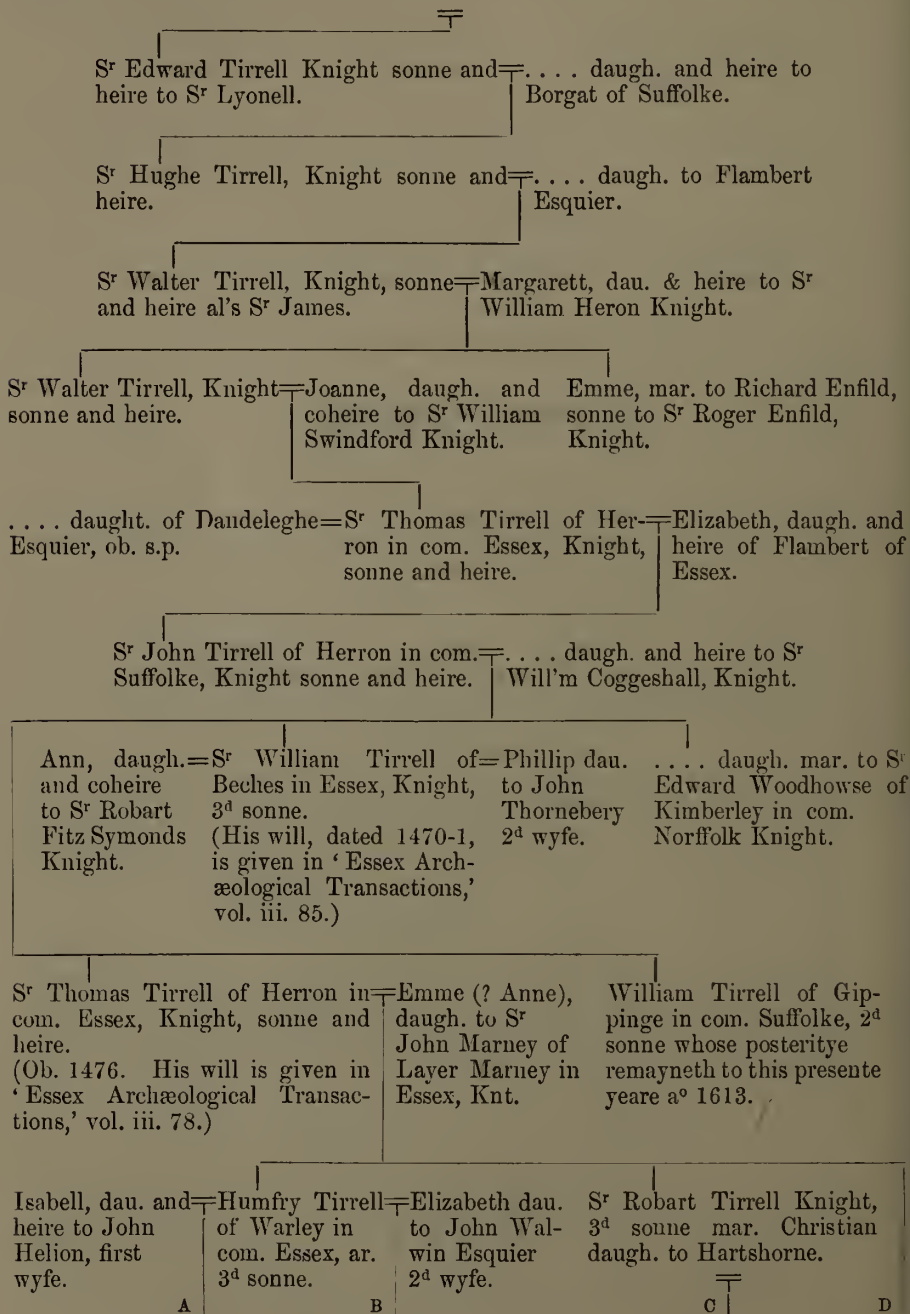 Sʳ Edward Tirrell Knight sonne and
heire to Sʳ Lyonell.
. . . . daugh. and heire to
Borgat of Suffolke.
Sʳ Hughe Tirrell, Knight sonne and
heire.
. . . . daugh. to Flambert
Esquier.
Sʳ Walter Tirrell, Knight, sonne
and heire al's Sʳ James.
Margarett, dau. & heire to Sʳ
William Heron Knight.
Sʳ Walter Tirrell, Knight
sonne and heire.
Joanne, daugh. and
coheire to Sʳ William
Swindford Knight.
Emme, mar. to Richard Enfild,
sonne to Sʳ Roger Enfild,
Knight.
. . . . daught. of Dandeleghe
Esquier, ob. s.p.
Sʳ Thomas Tirrell of Her-
ron in com. Essex, Knight,
sonne and heire.
Elizabeth, daugh. and
heire of Flambert of
Essex.
Sʳ John Tirrell of Herron in com.
Suffolke, Knight sonne and heire.
. . . . daugh. and heire to Sʳ
Will'm Coggeshall, Knight.
Ann, daugh.
and coheire
to Sʳ Robart
Fitz Symonds
Knight.
Sʳ William Tirrell of
Beches in Essex, Knight,
3ᵈ sonne.
(His will, dated 1470-1,
is given in ‘ Essex Arch-
æological Transactions,’
vol. iii. 85.)
Phillip dau.
to John
Thornebery
2ᵈ wyfe.
. . . . daugh. mar. to Sʳ
Edward Woodhowse of
Kimberley in com.
Norffolk Knight.
Sʳ Thomas Tirrell of Herron in
com. Essex, Knight, sonne and
heire.
(Ob. 1476. His will is given in
‘ Essex Archæological Transac-
tions,’ vol. iii. 78.)
Emme (? Anne),
daugh. to Sʳ
John Marney of
Layer Marney in
Essex, Knt.
William Tirrell of Gip-
pinge in com. Suffolke, 2ᵈ
sonne whose posteritye
remayneth to this presente
yeare aº 1613.
Isabell, dau. and
heire to John
Helion, first
wyfe.
Humfry Tirrell
of Warley in
com. Essex, ar.
3ᵈ sonne.
Elizabeth dau.
to John Wal-
win Esquier
2ᵈ wyfe.
Sʳ Robart Tirrell Knight,
3ᵈ sonne mar. Christian
daugh. to Hartshorne.
A B C D